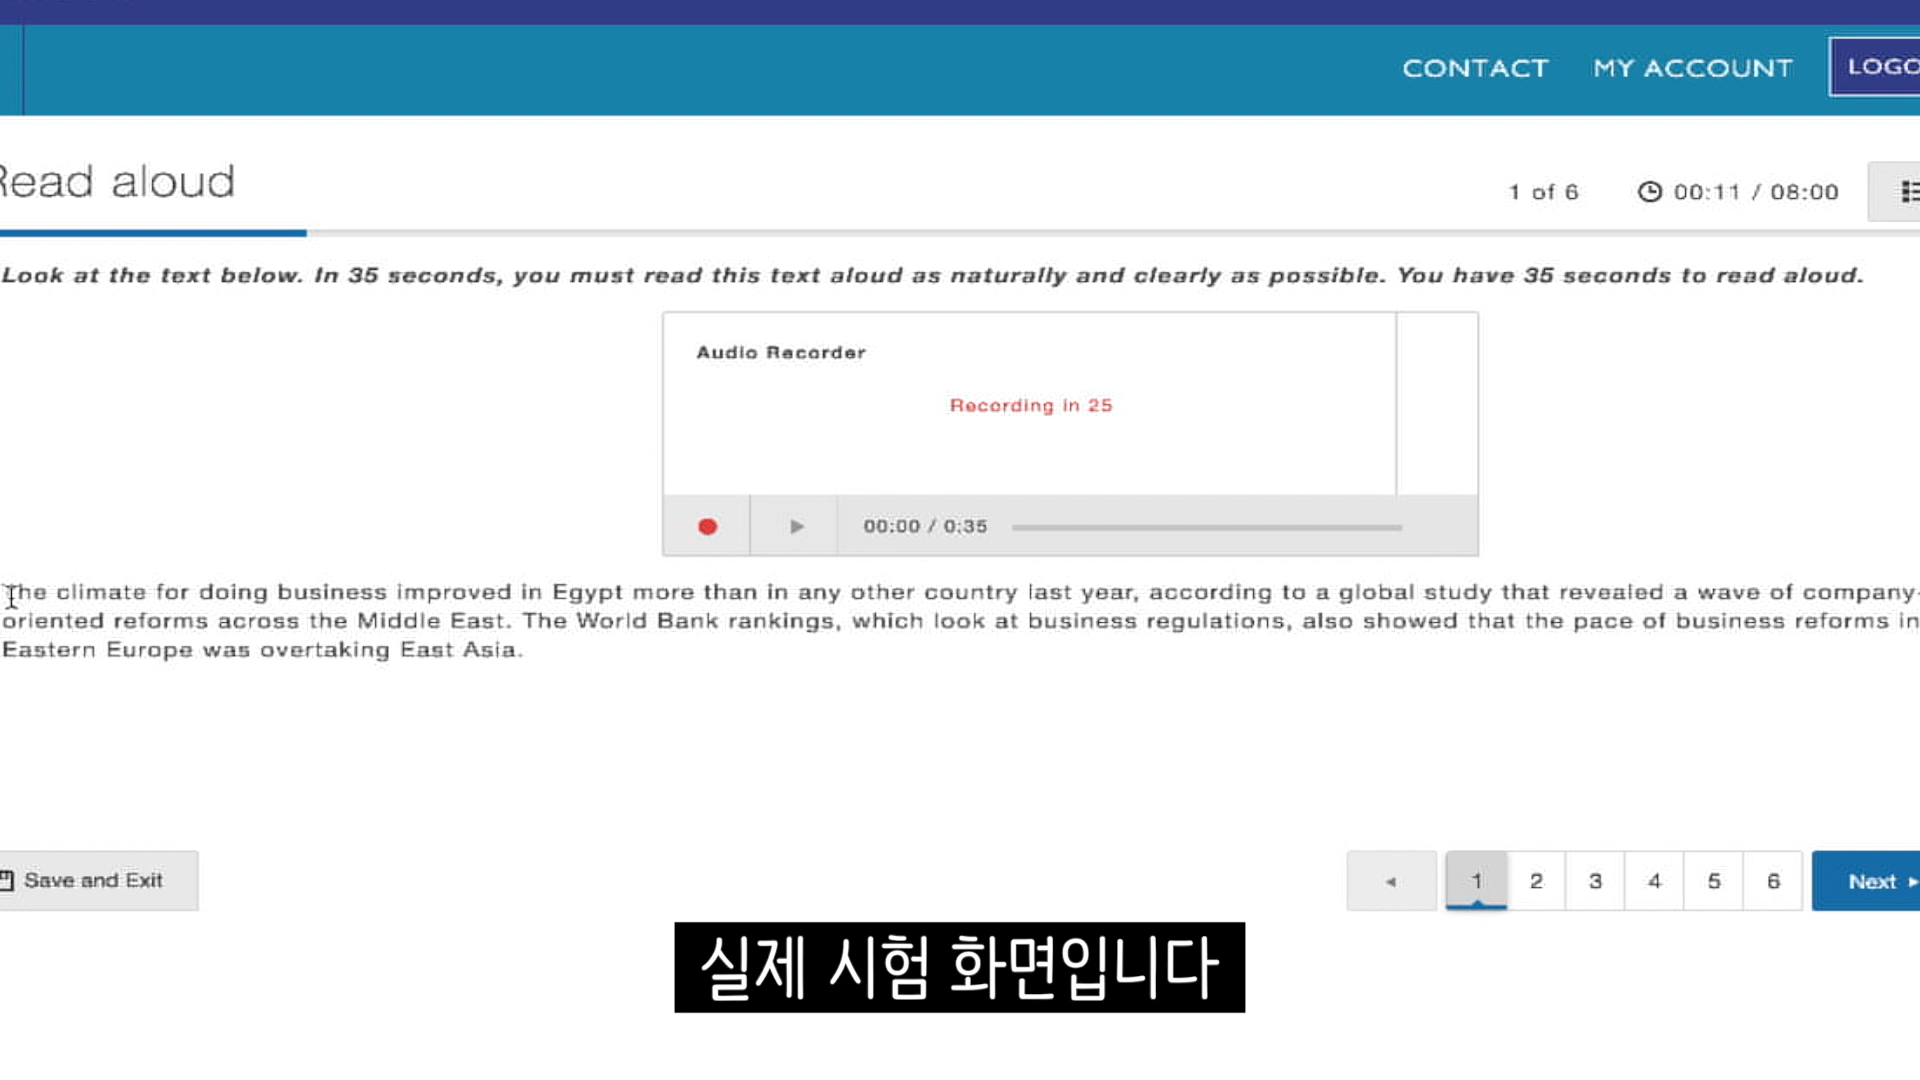 CONTACT MY ACCOUNT LOGO
Read aloud
1 of 6 00:11 / 08:00
Look at the text below. In 35 seconds, you must read this text aloud as naturally and clearly as possible. You have 35 seconds to read aloud.
Audio Recorder
Recording in 25
00:00 / 0:35
The climate for doing business improved in Egypt more than in any other country last year, according to a global study that revealed a wave of company-
oriented reforms across the Middle East. The World Bank rankings, which look at business regulations, also showed that the pace of business reforms in
Eastern Europe was overtaking East Asia.
Save and Exit 1 2 3 4 5 6 Next
실제 시험 화면입니다